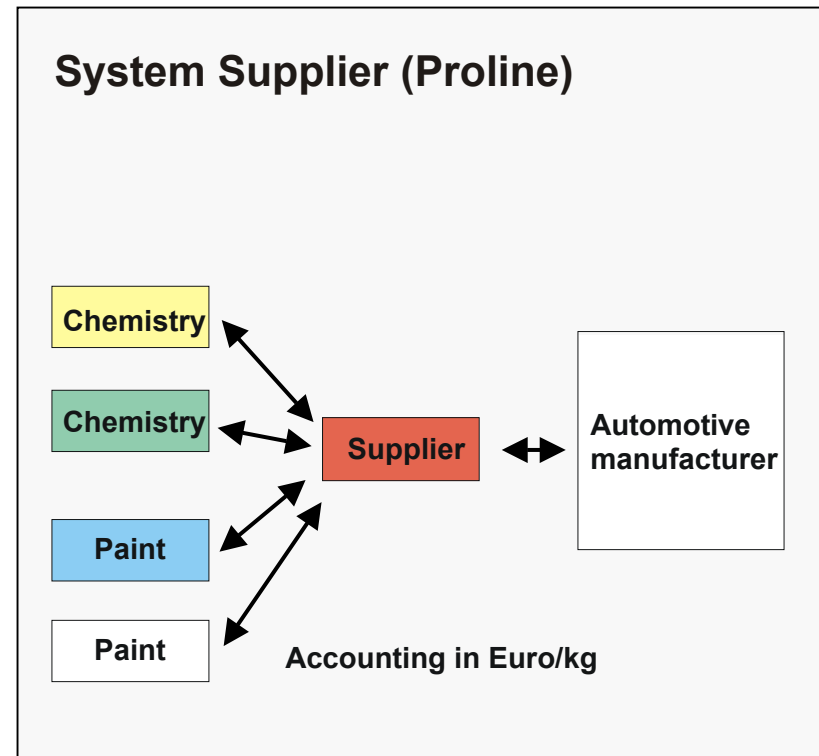 System Supplier (Proline)
Chemistry
Chemistry
Supplier
Automotive
manufacturer
Paint
Paint
Accounting in Euro/kg